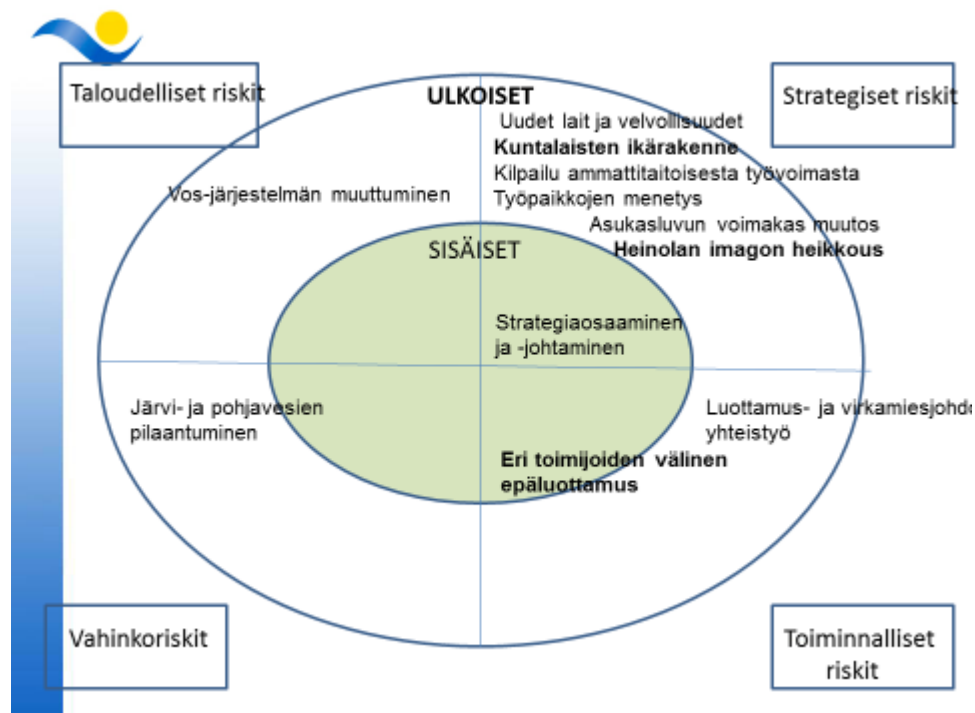 Taloudelliset riskit
ULKOISET
Strategiset riskit
Uudet lait ja velvollisuudet
Kuntalaisten ikärakenne
Kilpailu ammattitaitoisesta työvoimasta
Vos-järjestelmän muuttuminen
Työpaikkojen menetys
Asukasluvun voimakas muutos
SISÄISET
Heinolan imagon heikkous
Strategiaosaaminen
ja -johtaminen
Järvi- ja pohjavesien
pilaantuminen
Luottamus- ja virkamiesjohdo
yhteistyö
Eri toimijoiden välinen
epäluottamus
Vahinkoriskit
Toiminnalliset
riskit